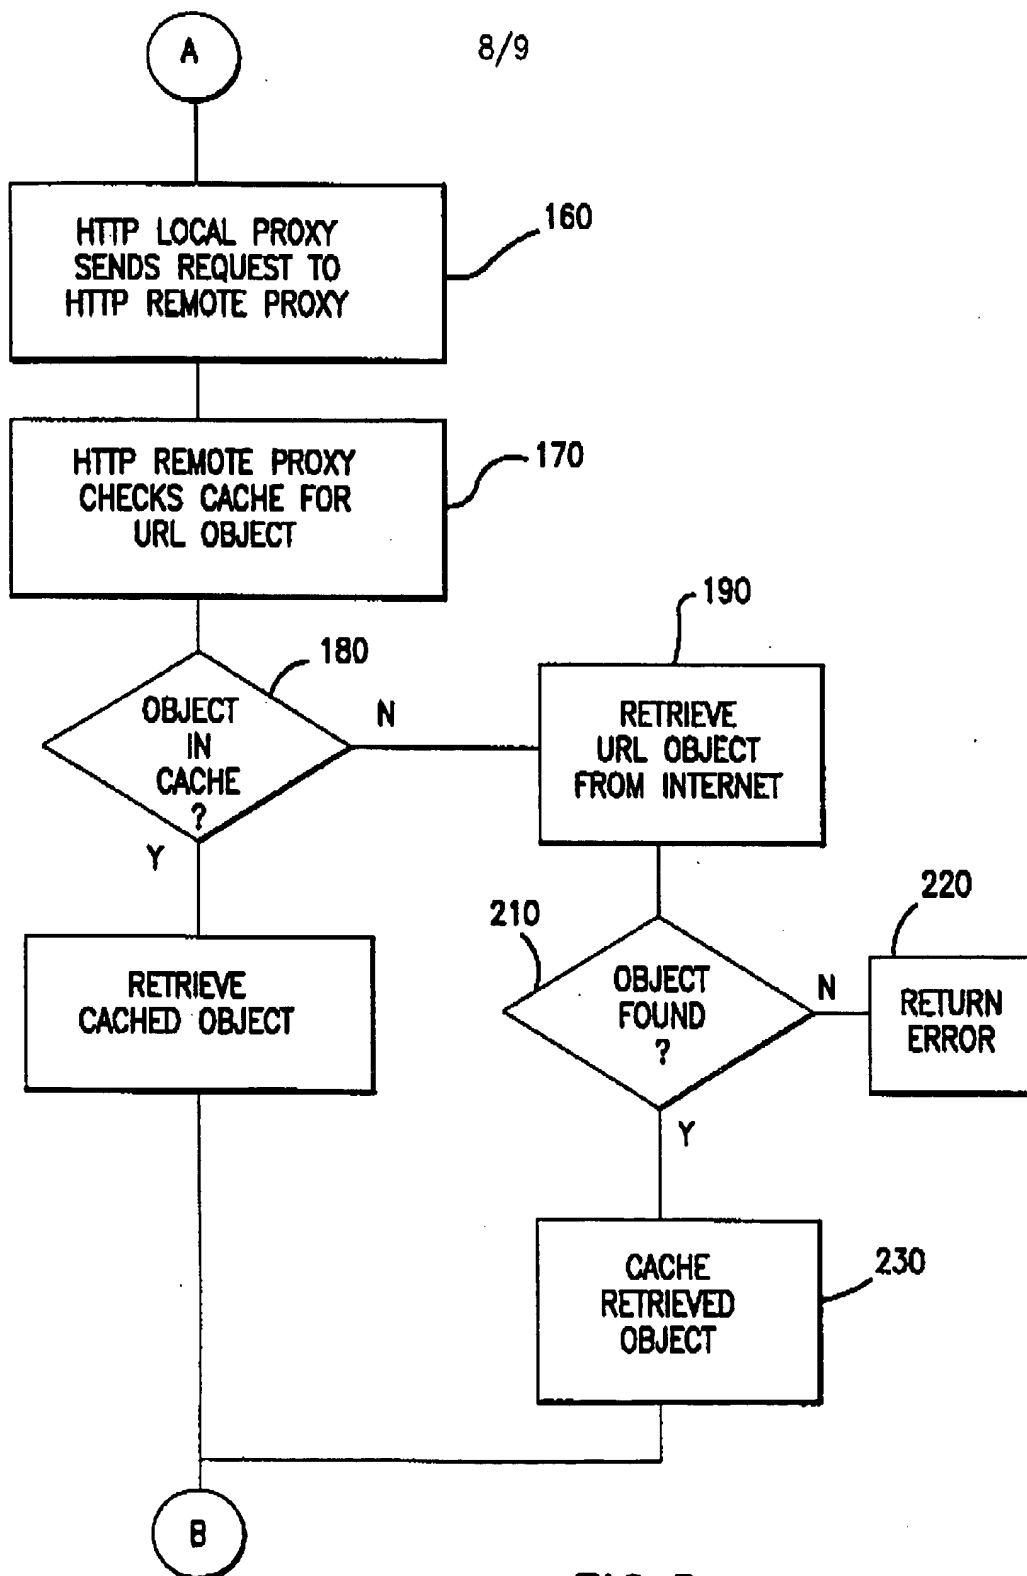 A
8/9
HTTP LOCAL PROXY
SENDS REQUEST TO
HTTP REMOTE PROXY
160
HTTP REMOTE PROXY
CHECKS CACHE FOR
URL OBJECT
170
180
OBJECT
IN
CACHE
?
N
Y
190
RETRIEVE
URL OBJECT
FROM INTERNET
RETRIEVE
CACHED OBJECT
210
OBJECT
FOUND
?
N
Y
220
RETURN
ERROR
CACHE
RETRIEVED
OBJECT
230
B